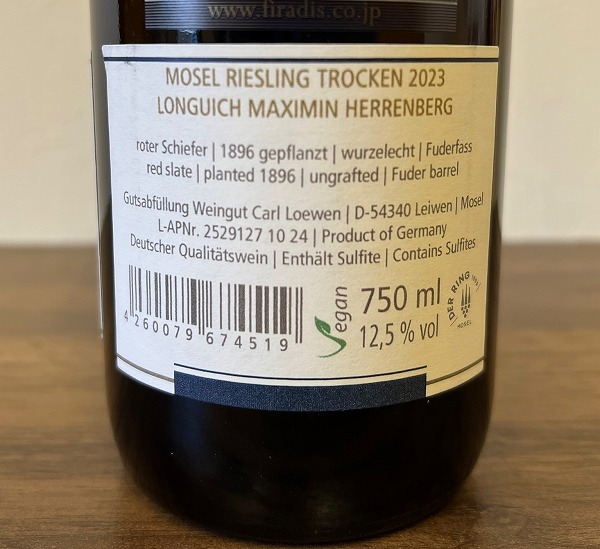 www.firadis.co.jp
MOSEL RIESLING TROCKEN 2023
LONGUICH MAXIMIN HERRENBERG
roter Schiefer | 1896 gepflanzt | wurzelecht | Fuderfass
red slate | planted 1896 | ungrafted | Fuder barrel
Gutsabfüllung Weingut Carl Loewen | D-54340 Leiwen | Mosel
L-APNr. 2529127 10 24 | Product of Germany
Deutscher Qualitätswein | Enthält Sulfite | Contains Sulfites
4 260079 674519
Vegan
750 ml
12,5 % vol
DER RING
MOSEL